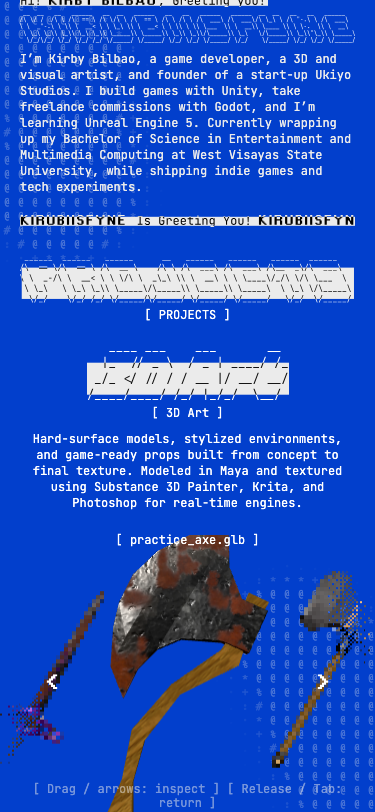 Hi! KIRBY BILBAO, Greeting you!
I’m Kirby Bilbao, a game developer, a 3D and
visual artist, and founder of a start-up Ukiyo
Studios. I build games with Unity, take
freelance commissions with Godot, and I’m
learning Unreal Engine 5. Currently wrapping
up my Bachelor of Science in Entertainment and
Multimedia Computing at West Visayas State
University, while shipping indie games and
tech experiments.
KIROBIISFYNE Is Greeting You! KIROBIISFYN
[ PROJECTS ]
3D Art
[ 3D Art ]
Hard-surface models, stylized environments,
and game-ready props built from concept to
final texture. Modeled in Maya and textured
using Substance 3D Painter, Krita, and
Photoshop for real-time engines.
[ practice_axe.glb ]
< >
[ Drag / arrows: inspect ] [ Release / Tab:
return ]